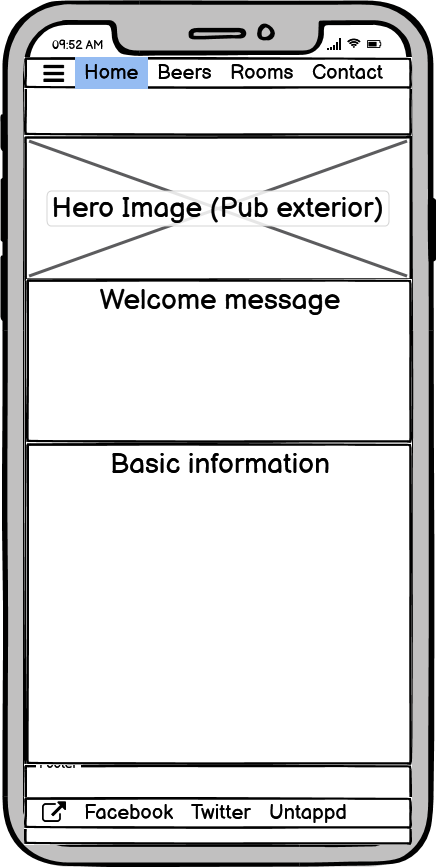 09:52 AM
Home Beers Rooms Contact
Hero Image (Pub exterior)
Welcome message
Basic information
Footer
Facebook Twitter Untappd